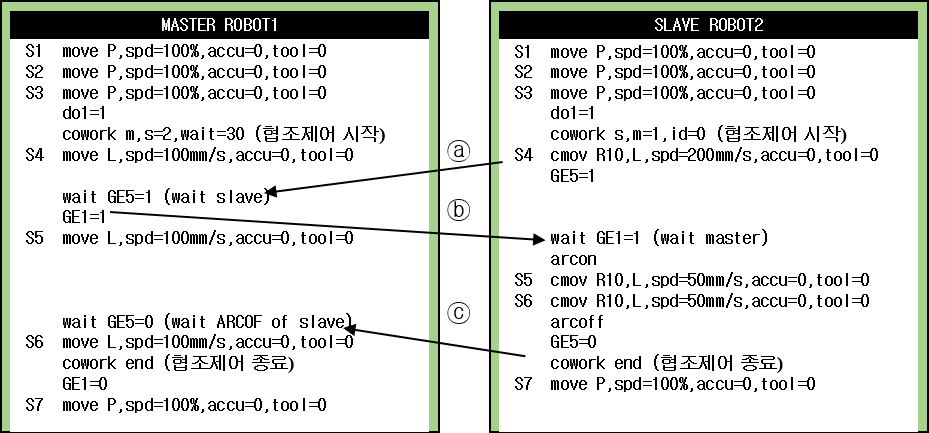 MASTER ROBOT1
S1 move P,spd=100%,accu=0,tool=0
S2 move P,spd=100%,accu=0,tool=0
S3 move P,spd=100%,accu=0,tool=0
do1=1
cowork m,s=2,wait=30 (협조제어 시작)
S4 move L,spd=100mm/s,accu=0,tool=0
wait GE5=1 (wait slave)
GE1=1
S5 move L,spd=100mm/s,accu=0,tool=0
wait GE5=0 (wait ARCOF of slave)
S6 move L,spd=100mm/s,accu=0,tool=0
cowork end (협조제어 종료)
GE1=0
S7 move P,spd=100%,accu=0,tool=0
ⓐ
ⓑ
ⓒ
SLAVE ROBOT2
S1 move P,spd=100%,accu=0,tool=0
S2 move P,spd=100%,accu=0,tool=0
S3 move P,spd=100%,accu=0,tool=0
do1=1
cowork s,m=1,id=0 (협조제어 시작)
S4 cmov R10,L,spd=200mm/s,accu=0,tool=0
GE5=1
wait GE1=1 (wait master)
arcon
S5 cmov R10,L,spd=50mm/s,accu=0,tool=0
S6 cmov R10,L,spd=50mm/s,accu=0,tool=0
arcoff
GE5=0
cowork end (협조제어 종료)
S7 move P,spd=100%,accu=0,tool=0